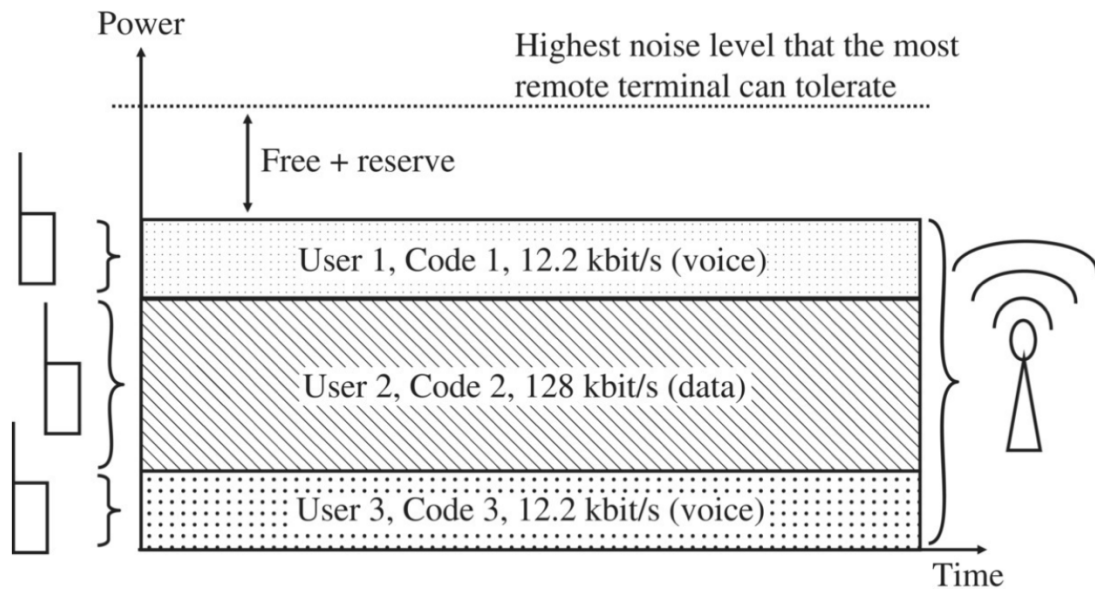 Power
Highest noise level that the most
remote terminal can tolerate
Free + reserve
User 1, Code 1, 12.2 kbit/s (voice)
User 2, Code 2, 128 kbit/s (data)
User 3, Code 3, 12.2 kbit/s (voice)
Time